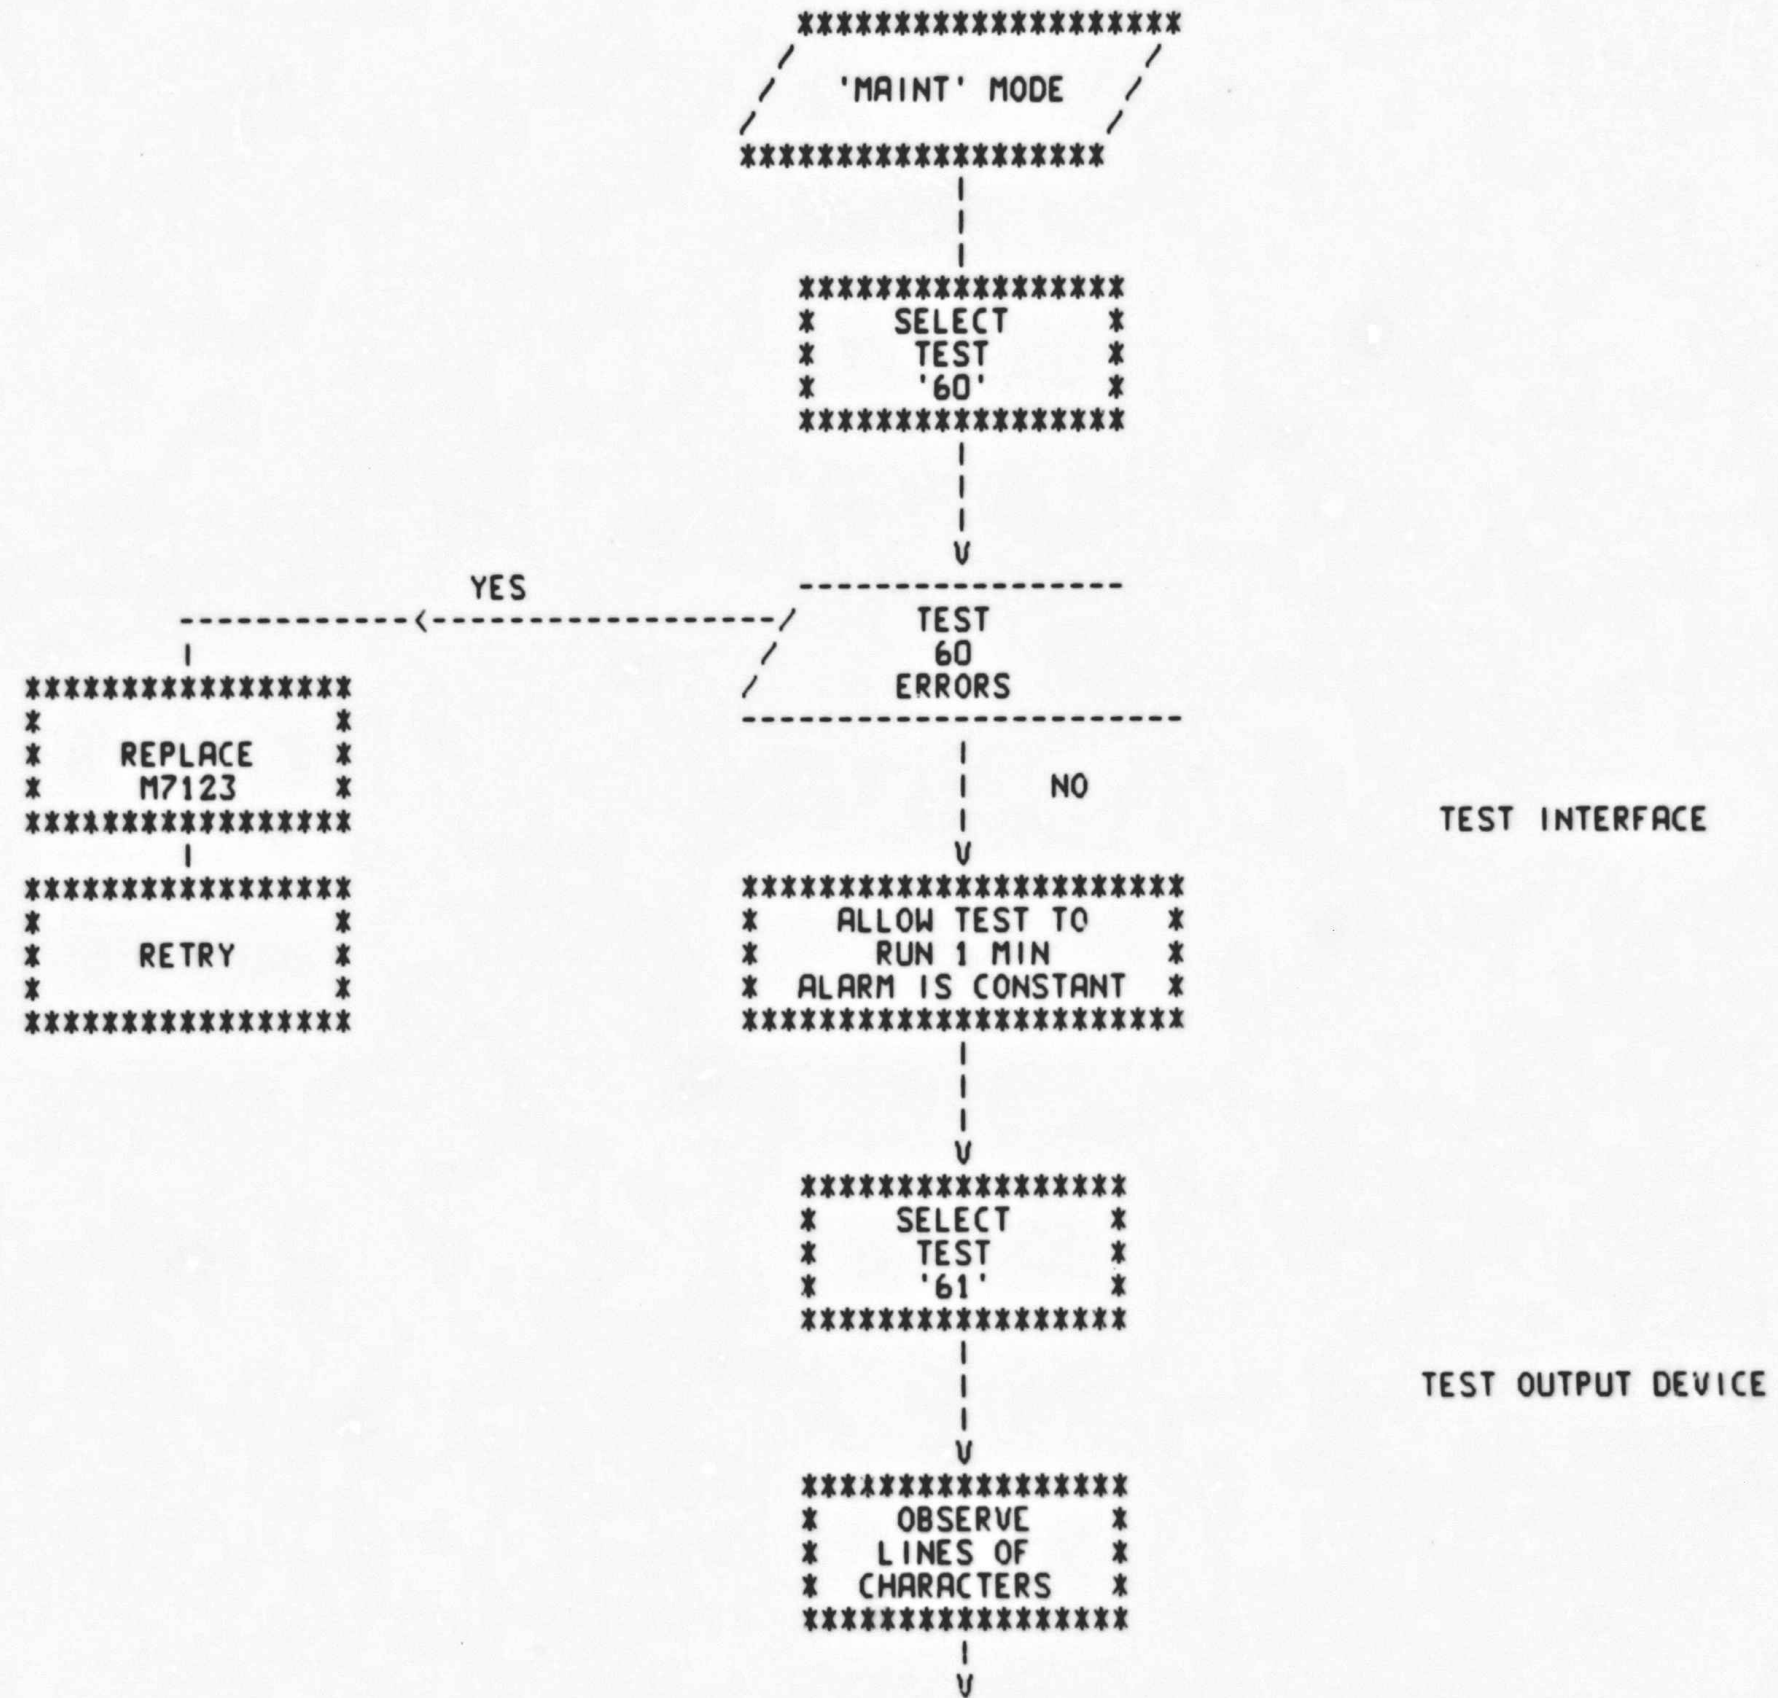 'MAINT' MODE
SELECT
TEST
'60'
YES
TEST
60
ERRORS
REPLACE
M7123
NO
TEST INTERFACE
RETRY
ALLOW TEST TO
RUN 1 MIN
ALARM IS CONSTANT
SELECT
TEST
'61'
TEST OUTPUT DEVICE
OBSERVE
LINES OF
CHARACTERS